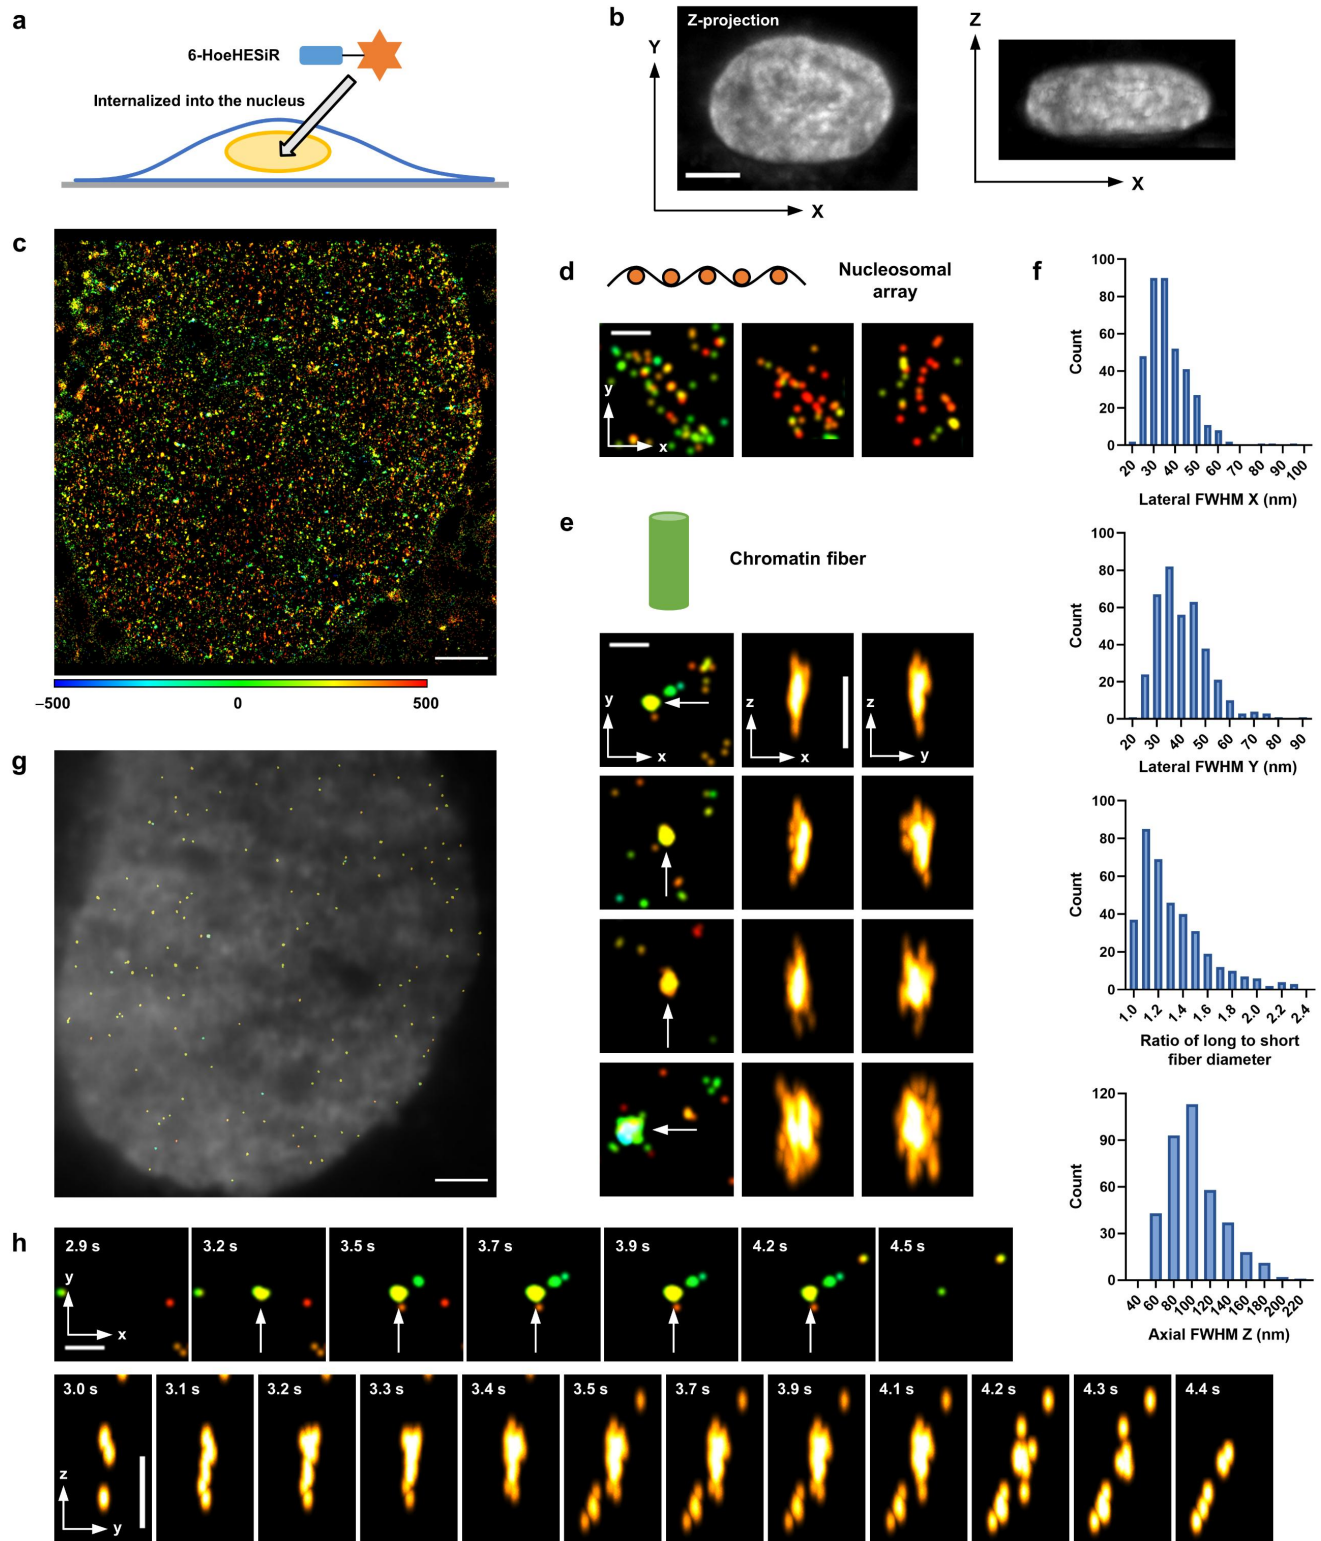 a
6-HoeHESiR
Internalized into the nucleus
b
Z-projection
Y
X
Z
X
c
–500
0
500
d
Nucleosomal
array
y
x
e
Chromatin fiber
y
x
z
x
z
y
f
100
80
60
40
20
0
Count
20
30
40
50
60
70
80
90
100
Lateral FWHM X (nm)
100
80
60
40
20
0
Count
20
30
40
50
60
70
80
90
Lateral FWHM Y (nm)
100
80
60
40
20
0
Count
1.0
1.2
1.4
1.6
1.8
2.0
2.2
2.4
Ratio of long to short
fiber diameter
120
90
60
30
0
Count
40
60
80
100
120
140
160
180
200
220
Axial FWHM Z (nm)
g
h
2.9 s
3.2 s
3.5 s
3.7 s
3.9 s
4.2 s
4.5 s
y
x
3.0 s
3.1 s
3.2 s
3.3 s
3.4 s
3.5 s
3.7 s
3.9 s
4.1 s
4.2 s
4.3 s
4.4 s
z
y